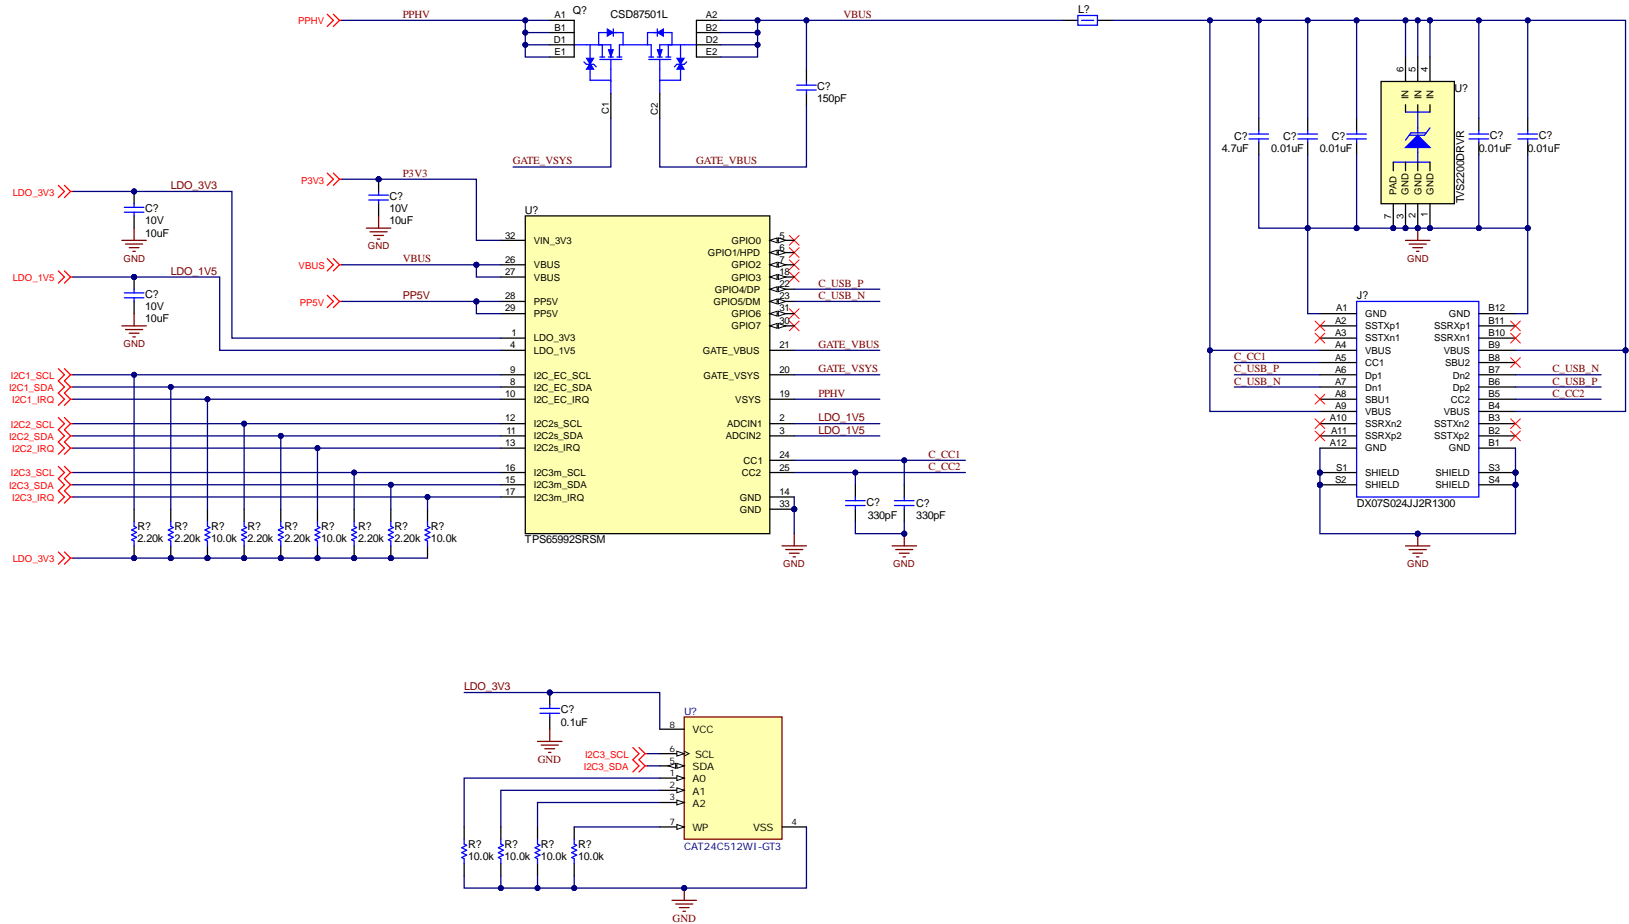 PPHV
PPHV
A1
B1
D1
E1
Q?
CSD87501L
A2
B2
D2
E2
VBUS
L?
C1
C2
C?
150pF
GATE_VSYS
GATE_VBUS
C?
4.7uF
C?
0.01uF
C?
0.01uF
6
5
4
IN
IN
IN
U?
TVS2200DRVR
PAD
GND
GND
GND
7
3
2
1
C?
0.01uF
C?
0.01uF
GND
LDO_3V3
LDO_3V3
C?
10V
10uF
GND
P3V3
P3V3
C?
10V
10uF
GND
LDO_1V5
LDO_1V5
C?
10V
10uF
GND
VBUS
VBUS
PP5V
PP5V
U?
32
VIN_3V3
26
VBUS
27
VBUS
28
PP5V
29
PP5V
1
LDO_3V3
4
LDO_1V5
I2C1_SCL
9
I2C_EC_SCL
I2C1_SDA
8
I2C_EC_SDA
I2C1_IRQ
10
I2C_EC_IRQ
I2C2_SCL
12
I2C2s_SCL
I2C2_SDA
11
I2C2s_SDA
I2C2_IRQ
13
I2C2s_IRQ
I2C3_SCL
16
I2C3m_SCL
I2C3_SDA
15
I2C3m_SDA
I2C3_IRQ
17
I2C3m_IRQ
GPIO0
5
GPIO1/HPD
6
GPIO2
7
GPIO3
18
GPIO4/DP
22
C_USB_P
GPIO5/DM
23
C_USB_N
GPIO6
31
GPIO7
30
GATE_VBUS
21
GATE_VBUS
GATE_VSYS
20
GATE_VSYS
VSYS
19
PPHV
ADCIN1
2
LDO_1V5
ADCIN2
3
LDO_1V5
CC1
24
C_CC1
CC2
25
C_CC2
GND
14
GND
33
TPS65992SRSM
C?
330pF
C?
330pF
GND
GND
R?
2.20k
R?
2.20k
R?
10.0k
R?
2.20k
R?
2.20k
R?
10.0k
R?
2.20k
R?
2.20k
R?
10.0k
LDO_3V3
J?
A1
GND
A2
SSTXp1
A3
SSTXn1
A4
VBUS
C_CC1
A5
CC1
C_USB_P
A6
Dp1
C_USB_N
A7
Dn1
A8
SBU1
A9
VBUS
A10
SSRXn2
A11
SSRXp2
A12
GND
S1
SHIELD
S2
SHIELD
GND
B12
SSRXp1
B11
SSRXn1
B10
VBUS
B9
SBU2
B8
Dn2
B7
C_USB_N
Dp2
B6
C_USB_P
CC2
B5
C_CC2
VBUS
B4
SSTXn2
B3
SSTXp2
B2
GND
B1
SHIELD
S3
SHIELD
S4
DX07S024JJ2R1300
GND
LDO_3V3
C?
0.1uF
GND
U?
8
VCC
I2C3_SCL
6
SCL
I2C3_SDA
5
SDA
1
A0
2
A1
3
A2
7
WP
VSS
4
CAT24C512WI-GT3
R?
10.0k
R?
10.0k
R?
10.0k
R?
10.0k
GND